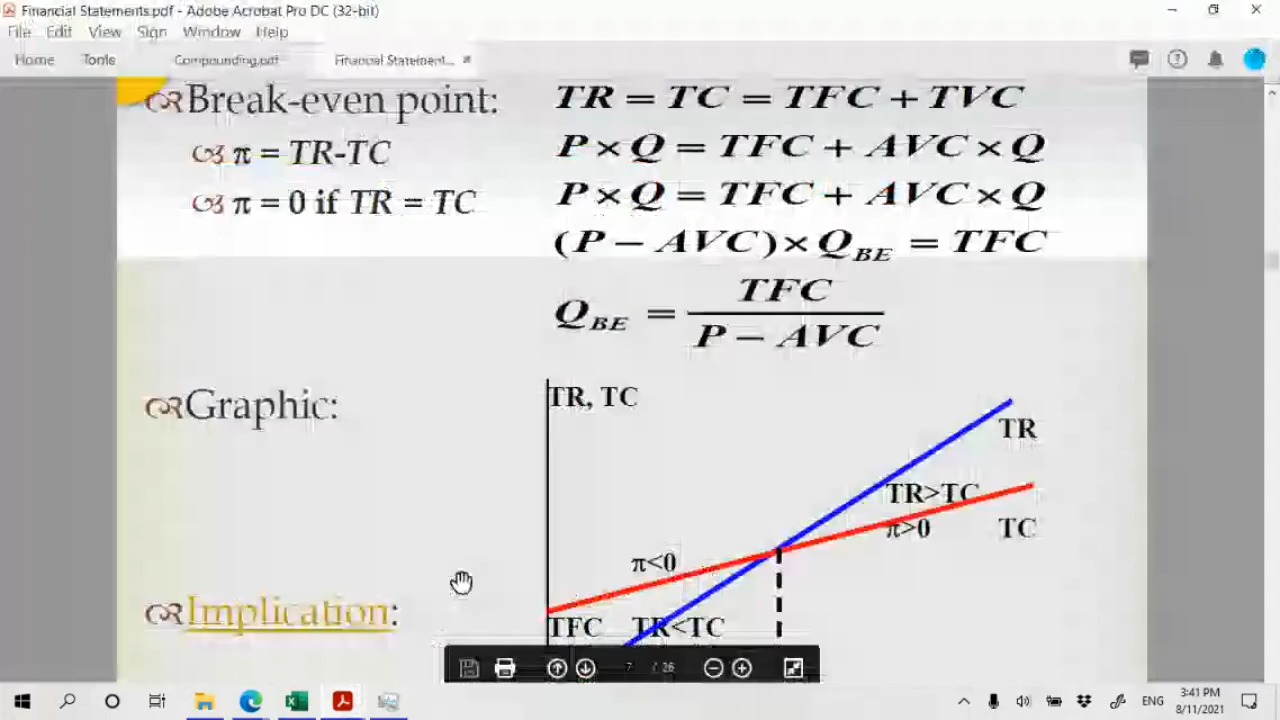 Financial Statements.pdf - Adobe Acrobat Pro DC (32-bit)
File Edit View Sign Window Help
Home Tools Compounding.pdf Financial Statement... ×
Break-even point:
π = TR-TC
π = 0 if TR = TC
TR = TC = TFC + TVC
P × Q = TFC + AVC × Q
P × Q = TFC + AVC × Q
(P − AVC) × Q_BE = TFC
Q_BE = TFC / P − AVC
Graphic:
TR, TC
TR
TR>TC
π>0
TC
π<0
TFC
TR<TC
Implication:
7 / 26
ENG
3:41 PM
8/11/2021